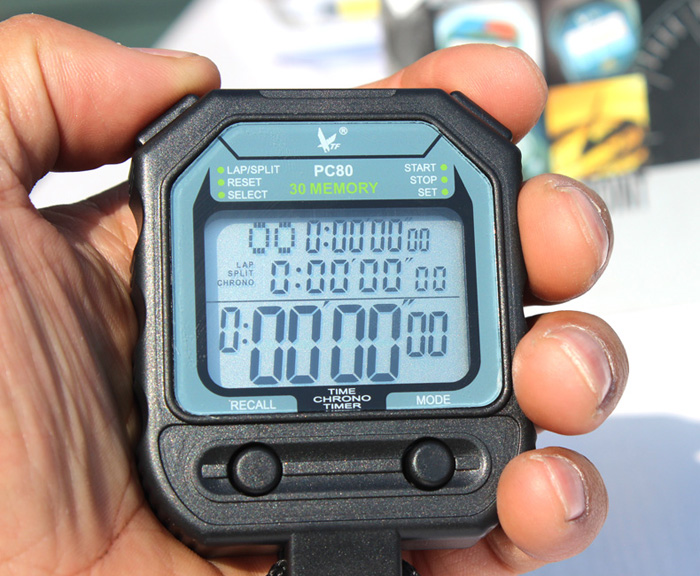 TF®
LAP/SPLIT PC80 START
RESET 30 MEMORY STOP
SELECT SET
00 0:00'00 00
LAP
SPLIT
CHRONO
0:00'00" 00
0:00'00" 00
RECALL TIME MODE
CHRONO
TIMER